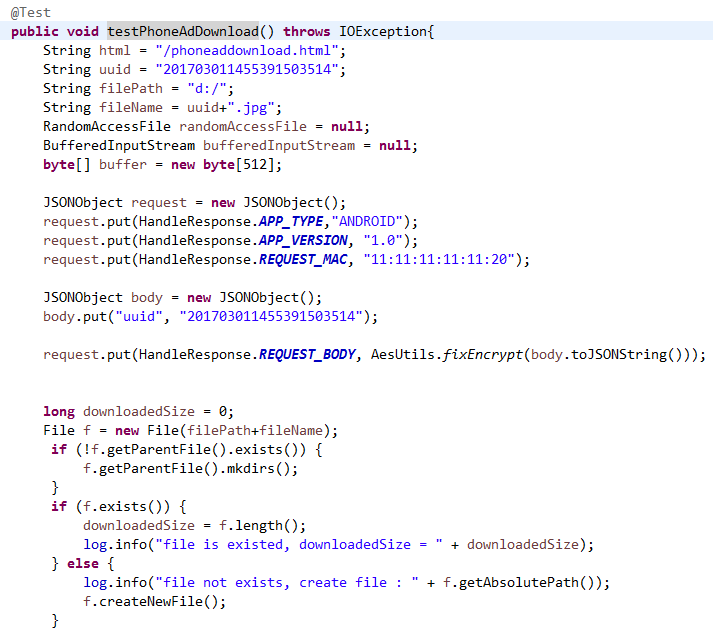 @Test
public void testPhoneAdDownload() throws IOException{
String html = "/phoneaddownload.html";
String uuid = "201703011455391503514";
String filePath = "d:/";
String fileName = uuid+".jpg";
RandomAccessFile randomAccessFile = null;
BufferedInputStream bufferedInputStream = null;
byte[] buffer = new byte[512];
JSONObject request = new JSONObject();
request.put(HandleResponse.APP_TYPE,"ANDROID");
request.put(HandleResponse.APP_VERSION, "1.0");
request.put(HandleResponse.REQUEST_MAC, "11:11:11:11:11:20");
JSONObject body = new JSONObject();
body.put("uuid", "201703011455391503514");
request.put(HandleResponse.REQUEST_BODY, AesUtils.fixEncrypt(body.toJSONString()));
long downloadedSize = 0;
File f = new File(filePath+fileName);
if (!f.getParentFile().exists()) {
f.getParentFile().mkdirs();
}
if (f.exists()) {
downloadedSize = f.length();
log.info("file is existed, downloadedSize = " + downloadedSize);
} else {
log.info("file not exists, create file : " + f.getAbsolutePath());
f.createNewFile();
}